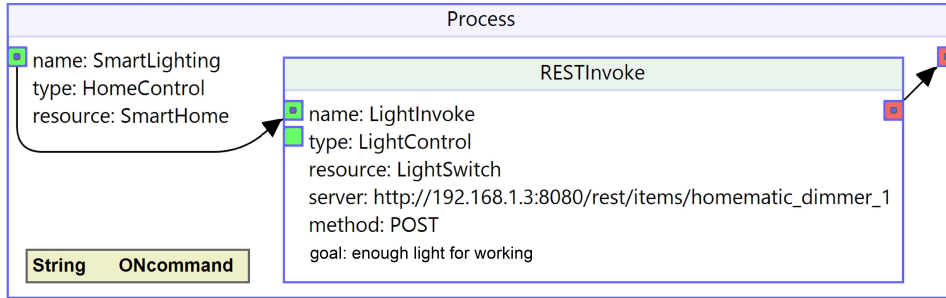 Process
name: SmartLighting
type: HomeControl
resource: SmartHome
RESTInvoke
name: LightInvoke
type: LightControl
resource: LightSwitch
server: http://192.168.1.3:8080/rest/items/homematic_dimmer_1
method: POST
goal: enough light for working
String ONcommand